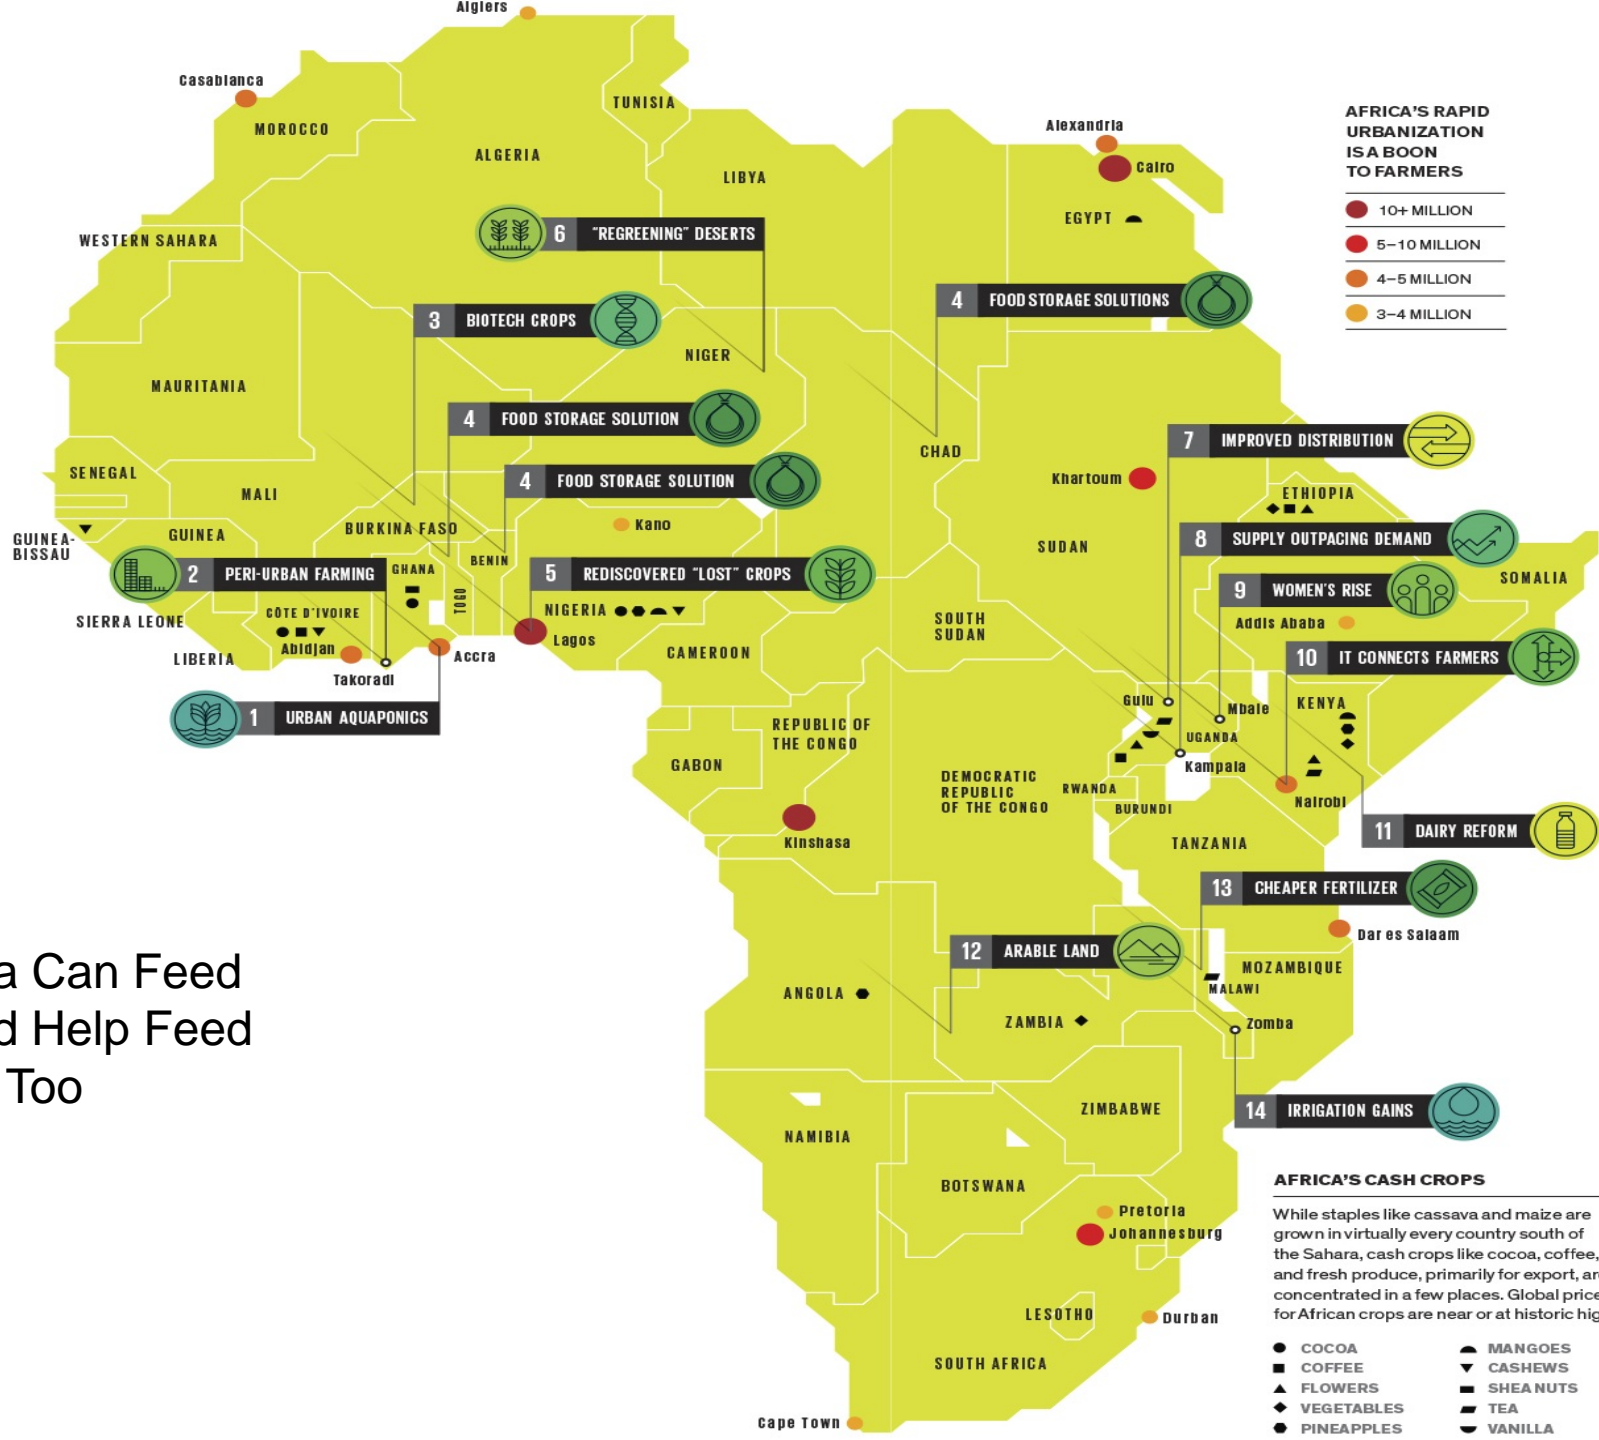 Algiers
Casablanca
MOROCCO
TUNISIA
ALGERIA
LIBYA
Alexandria
Cairo
EGYPT
AFRICA'S RAPID
URBANIZATION
IS A BOON
TO FARMERS
10+ MILLION
5–10 MILLION
4–5 MILLION
3–4 MILLION
WESTERN SAHARA
6 "REGREENING" DESERTS
3 BIOTECH CROPS
4 FOOD STORAGE SOLUTIONS
NIGER
MAURITANIA
4 FOOD STORAGE SOLUTION
CHAD
7 IMPROVED DISTRIBUTION
SENEGAL
MALI
4 FOOD STORAGE SOLUTION
Khartoum
ETHIOPIA
GUINEA-
BISSAU
GUINEA
BURKINA FASO
Kano
SUDAN
8 SUPPLY OUTPACING DEMAND
2 PERI-URBAN FARMING
GHANA
BENIN
TOGO
5 REDISCOVERED "LOST" CROPS
9 WOMEN'S RISE
SOMALIA
SIERRA LEONE
CÔTE D'IVOIRE
NIGERIA
SOUTH
SUDAN
Addis Ababa
LIBERIA
Abidjan
Takoradi
Accra
Lagos
CAMEROON
10 IT CONNECTS FARMERS
1 URBAN AQUAPONICS
REPUBLIC OF
THE CONGO
Gulu
Mbale
KENYA
UGANDA
GABON
Kampala
DEMOCRATIC
REPUBLIC
OF THE CONGO
RWANDA
BURUNDI
Nairobi
Kinshasa
TANZANIA
11 DAIRY REFORM
13 CHEAPER FERTILIZER
Dar es Salaam
12 ARABLE LAND
MOZAMBIQUE
MALAWI
ANGOLA
ZAMBIA
Zomba
a Can Feed
d Help Feed
Too
ZIMBABWE
14 IRRIGATION GAINS
NAMIBIA
BOTSWANA
Pretoria
Johannesburg
LESOTHO
Durban
SOUTH AFRICA
Cape Town
AFRICA'S CASH CROPS
While staples like cassava and maize are
grown in virtually every country south of
the Sahara, cash crops like cocoa, coffee,
and fresh produce, primarily for export, ar
concentrated in a few places. Global price
for African crops are near or at historic hig
COCOA
COFFEE
FLOWERS
VEGETABLES
PINEAPPLES
MANGOES
CASHEWS
SHEA NUTS
TEA
VANILLA